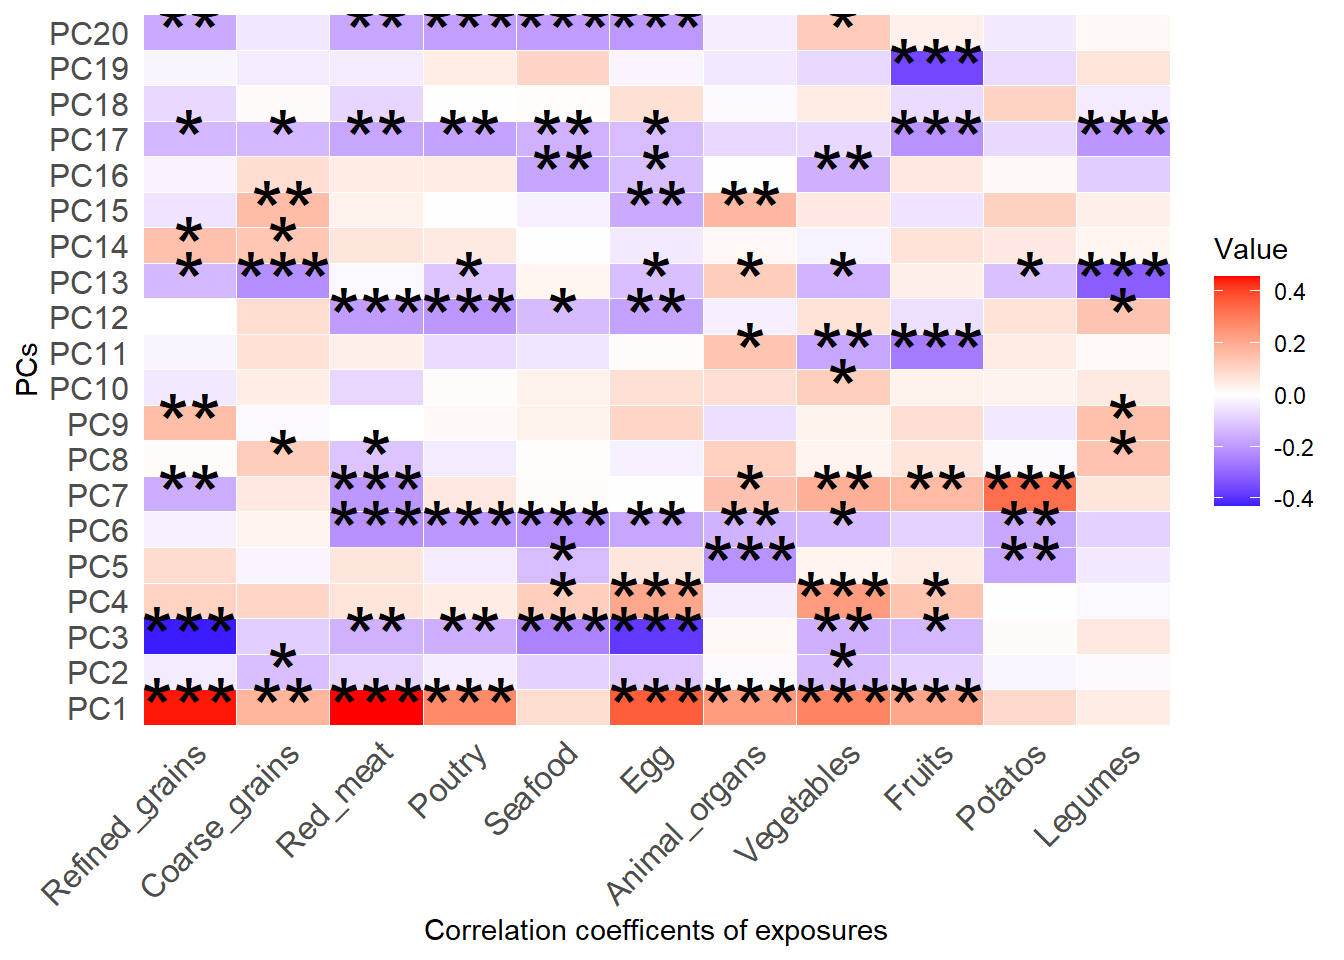 PC20 ** ** *** *** *** *
PC19 ***
PC18
PC17 * * ** ** ** * *** ***
PC16 ** * **
PC15 ** ** **
PC14 * *
PC13 * *** * * * * * ***
PC12 *** *** * ** *
PC11 * ** ***
PC10 *
PC9 ** *
PC8 * * *
PC7 ** *** * ** ** ***
PC6 *** *** *** ** ** * **
PC5 * *** **
PC4 * *** *** *
PC3 *** ** ** *** *** ** *
PC2 * *
PC1 *** ** *** *** *** *** *** ***
PCs
Refined_grains
Coarse_grains
Red_meat
Poutry
Seafood
Egg
Animal_organs
Vegetables
Fruits
Potatos
Legumes
Correlation coefficents of exposures
Value
0.4
0.2
0.0
-0.2
-0.4